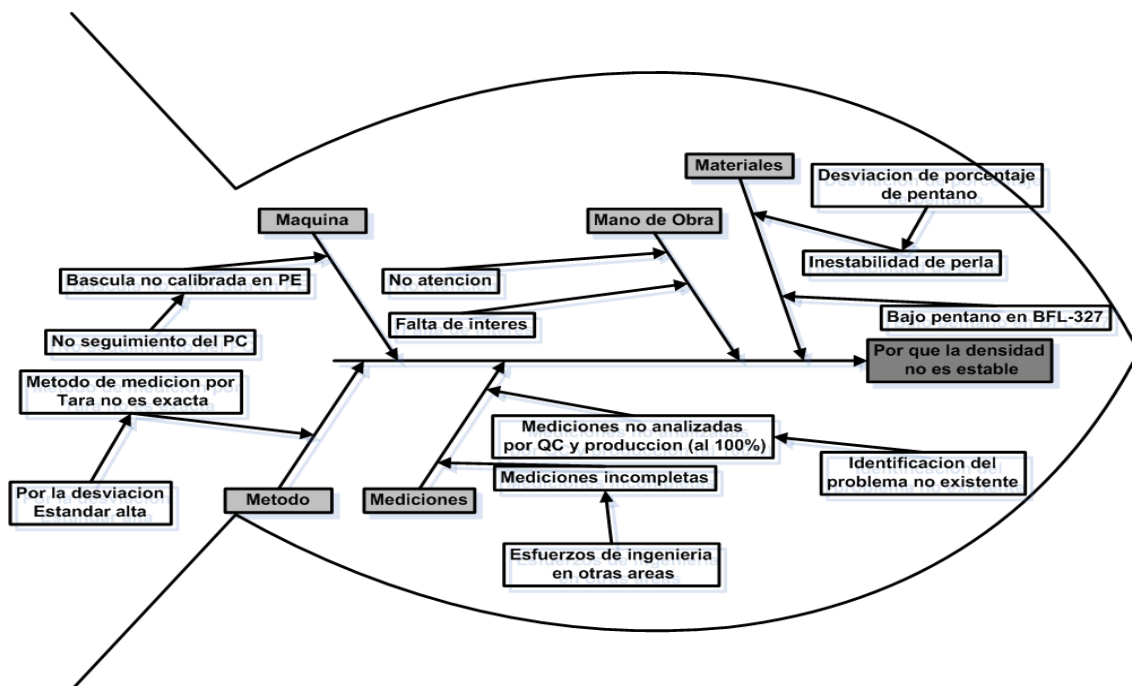 Materiales
Desviacion de porcentaje
de pentano
Maquina
Mano de Obra
Inestabilidad de perla
Bascula no calibrada en PE
No atencion
Bajo pentano en BFL-327
Falta de interes
No seguimiento del PC
Por que la densidad
no es estable
Metodo de medicion por
Tara no es exacta
Mediciones no analizadas
por QC y produccion (al 100%)
Identificacion del
problema no existente
Mediciones incompletas
Por la desviacion
Estandar alta
Metodo
Mediciones
Esfuerzos de ingenieria
en otras areas